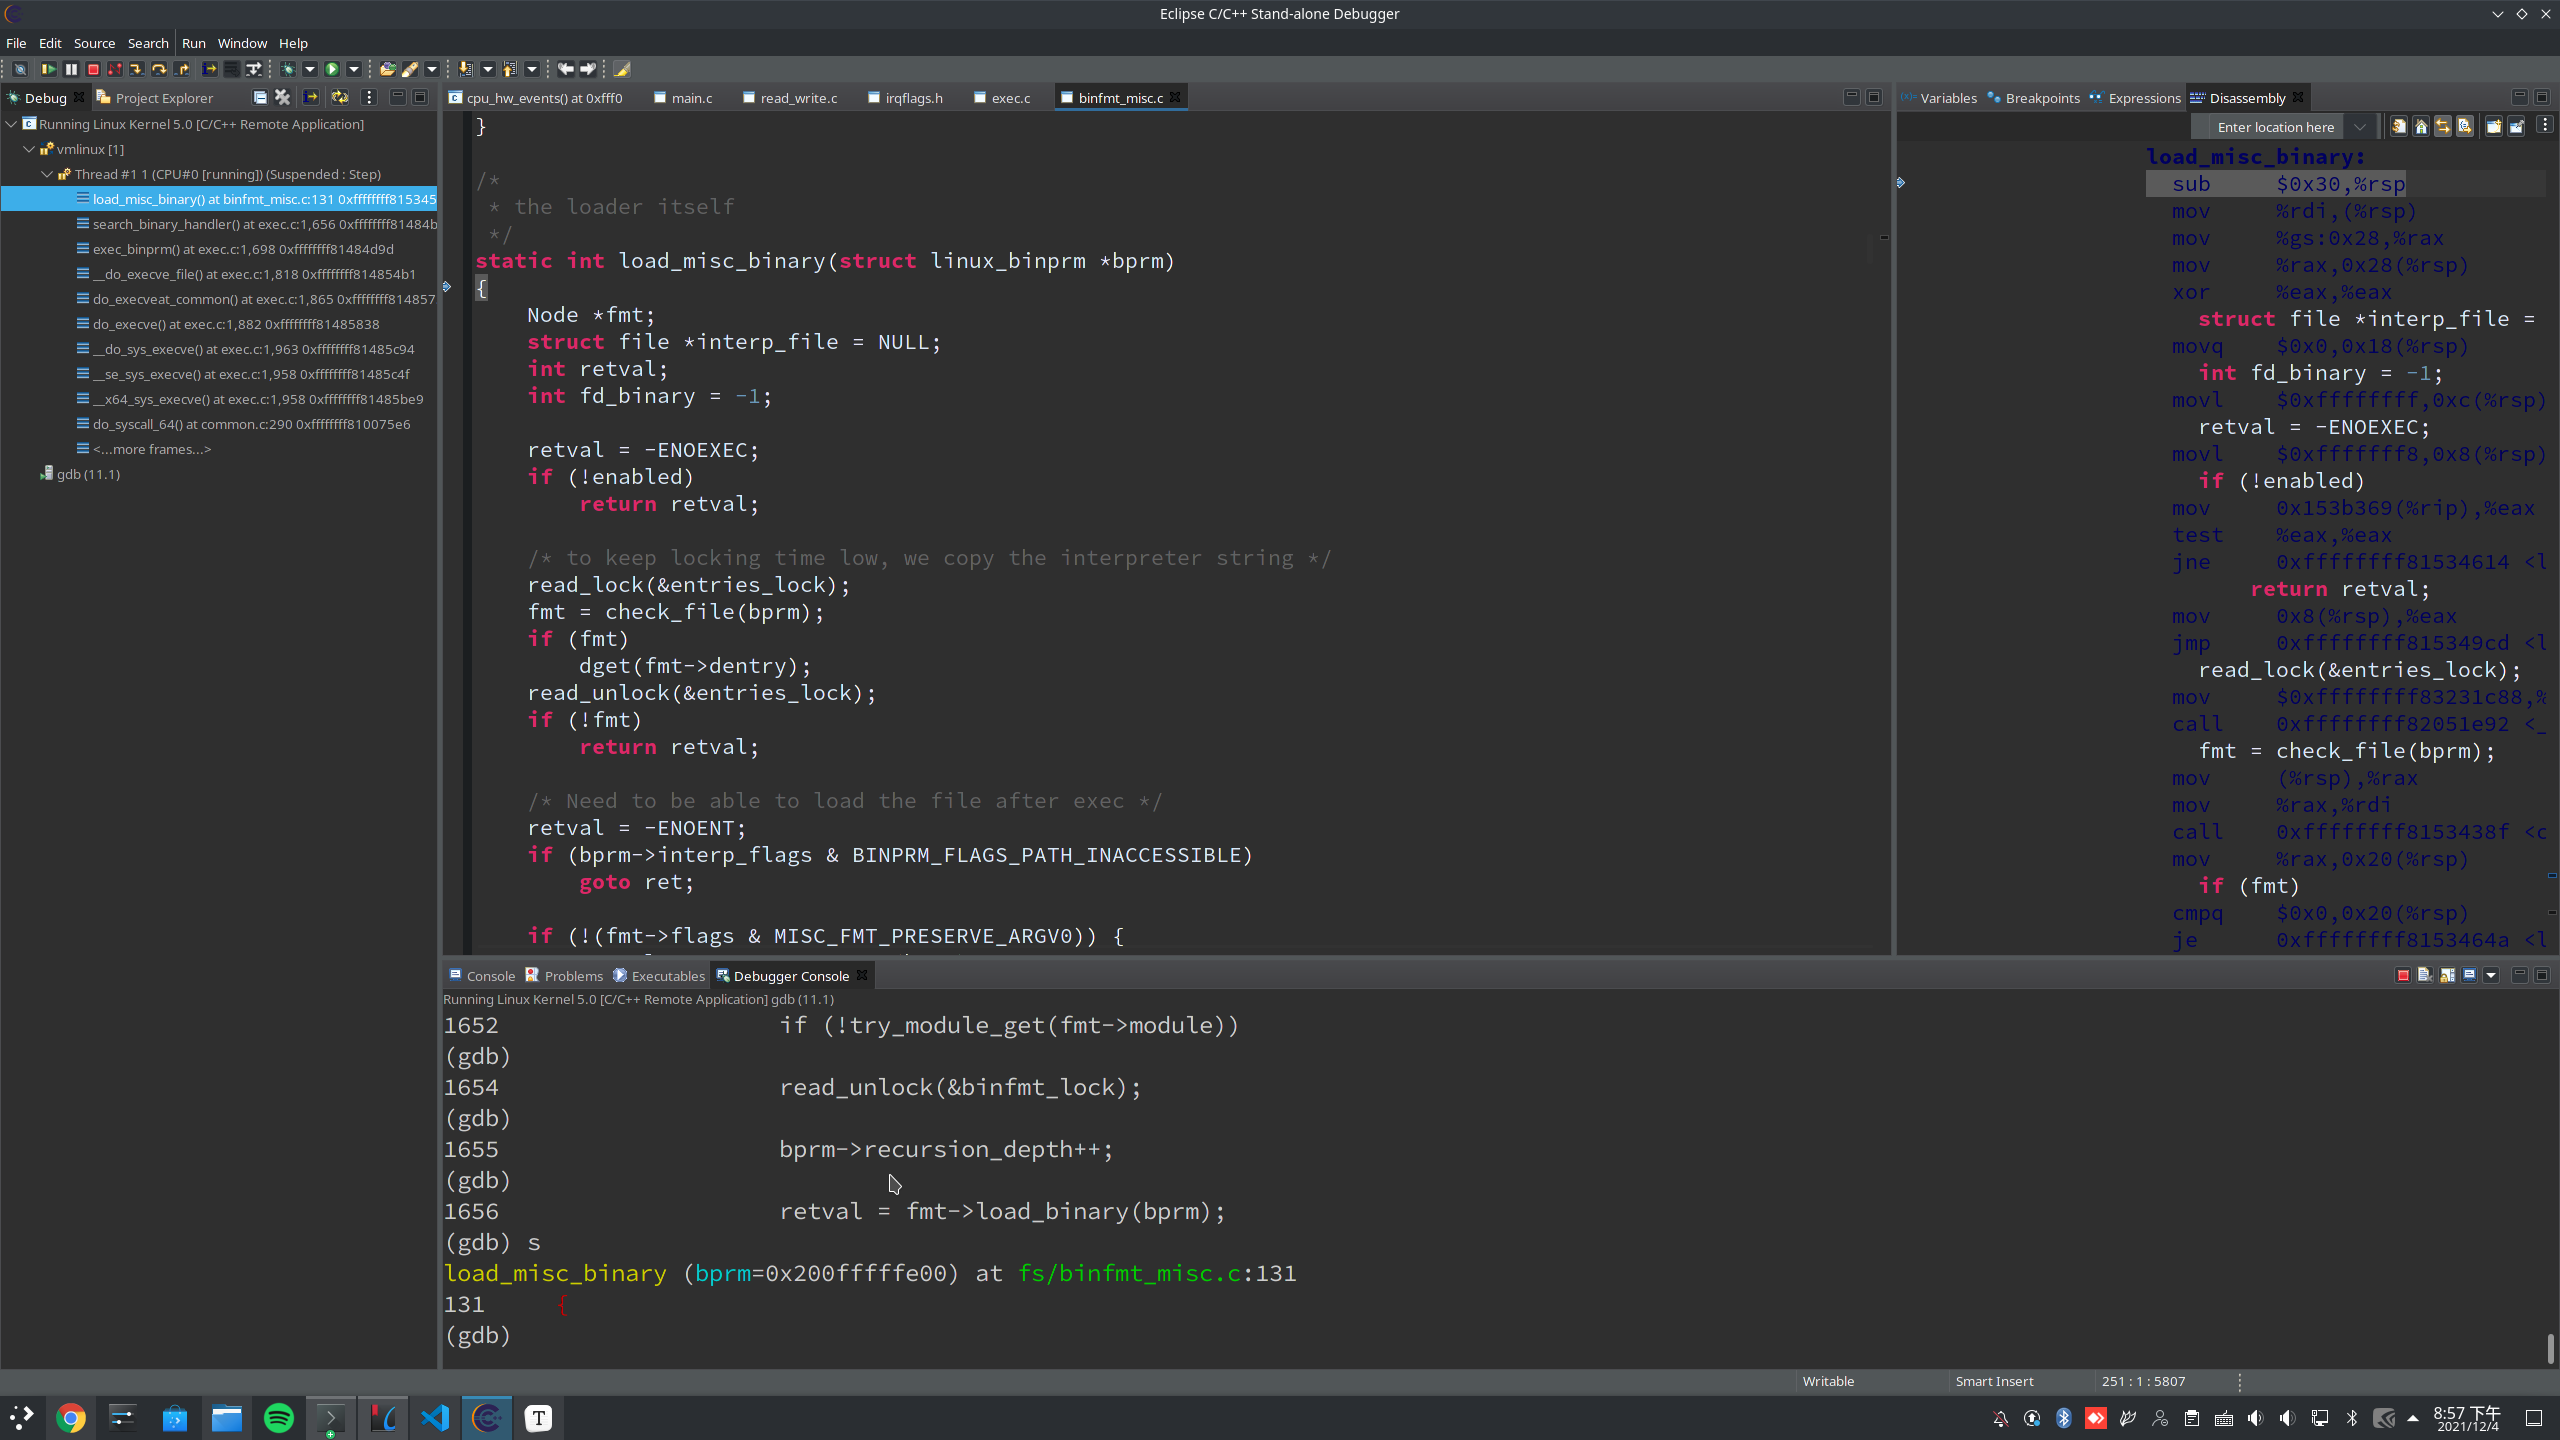 Eclipse C/C++ Stand-alone Debugger
File Edit Source Search Run Window Help
Debug Project Explorer
Running Linux Kernel 5.0 [C/C++ Remote Application]
vmlinux [1]
Thread #1 1 (CPU#0 [running]) (Suspended : Step)
load_misc_binary() at binfmt_misc.c:131 0xffffffff815345
search_binary_handler() at exec.c:1,656 0xffffffff81484b
exec_binprm() at exec.c:1,698 0xffffffff81484d9d
__do_execve_file() at exec.c:1,818 0xffffffff814854b1
do_execveat_common() at exec.c:1,865 0xffffffff814857
do_execve() at exec.c:1,882 0xffffffff81485838
__do_sys_execve() at exec.c:1,963 0xffffffff81485c94
__se_sys_execve() at exec.c:1,958 0xffffffff81485c4f
__x64_sys_execve() at exec.c:1,958 0xffffffff81485be9
do_syscall_64() at common.c:290 0xffffffff810075e6
<...more frames...>
gdb (11.1)
cpu_hw_events() at 0xfff0 main.c read_write.c irqflags.h exec.c binfmt_misc.c
}
/*
* the loader itself
*/
static int load_misc_binary(struct linux_binprm *bprm)
{
Node *fmt;
struct file *interp_file = NULL;
int retval;
int fd_binary = -1;
retval = -ENOEXEC;
if (!enabled)
return retval;
/* to keep locking time low, we copy the interpreter string */
read_lock(&entries_lock);
fmt = check_file(bprm);
if (fmt)
dget(fmt->dentry);
read_unlock(&entries_lock);
if (!fmt)
return retval;
/* Need to be able to load the file after exec */
retval = -ENOENT;
if (bprm->interp_flags & BINPRM_FLAGS_PATH_INACCESSIBLE)
goto ret;
if (!(fmt->flags & MISC_FMT_PRESERVE_ARGV0)) {
Variables Breakpoints Expressions Disassembly
Enter location here
load_misc_binary:
sub $0x30,%rsp
mov %rdi,(%rsp)
mov %gs:0x28,%rax
mov %rax,0x28(%rsp)
xor %eax,%eax
struct file *interp_file =
movq $0x0,0x18(%rsp)
int fd_binary = -1;
movl $0xffffffff,0xc(%rsp)
retval = -ENOEXEC;
movl $0xfffffff8,0x8(%rsp)
if (!enabled)
mov 0x153b369(%rip),%eax
test %eax,%eax
jne 0xffffffff81534614 <l
return retval;
mov 0x8(%rsp),%eax
jmp 0xffffffff815349cd <l
read_lock(&entries_lock);
mov $0xffffffff83231c88,%
call 0xffffffff82051e92 <_
fmt = check_file(bprm);
mov (%rsp),%rax
mov %rax,%rdi
call 0xffffffff8153438f <c
mov %rax,0x20(%rsp)
if (fmt)
cmpq $0x0,0x20(%rsp)
je 0xffffffff8153464a <l
Console Problems Executables Debugger Console
Running Linux Kernel 5.0 [C/C++ Remote Application] gdb (11.1)
1652 if (!try_module_get(fmt->module))
(gdb)
1654 read_unlock(&binfmt_lock);
(gdb)
1655 bprm->recursion_depth++;
(gdb)
1656 retval = fmt->load_binary(bprm);
(gdb) s
load_misc_binary (bprm=0x200fffffe00) at fs/binfmt_misc.c:131
131 {
(gdb)
Writable Smart Insert 251 : 1 : 5807
8:57 下午
2021/12/4